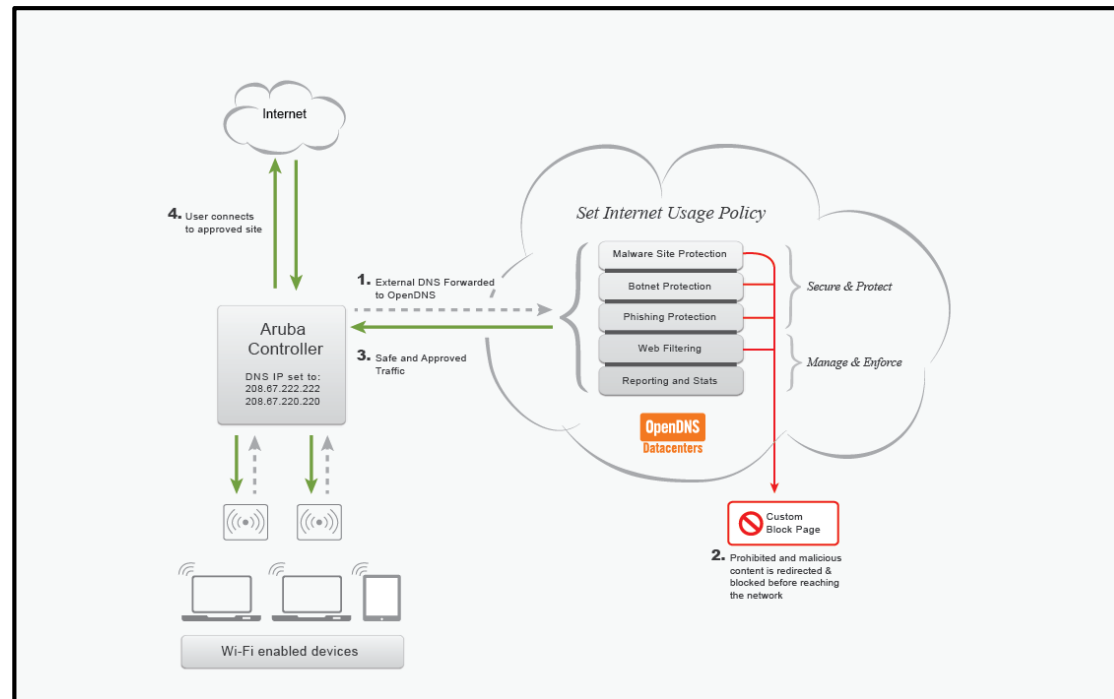 Internet
4. User connects
to approved site
Set Internet Usage Policy
1. External DNS Forwarded
to OpenDNS
3. Safe and Approved
Traffic
Aruba
Controller
DNS IP set to:
208.67.222.222
208.67.220.220
Malware Site Protection
Botnet Protection
Phishing Protection
Web Filtering
Reporting and Stats
Secure & Protect
Manage & Enforce
OpenDNS
Datacenters
Custom
Block Page
2. Prohibited and malicious
content is redirected &
blocked before reaching
the network
Wi-Fi enabled devices